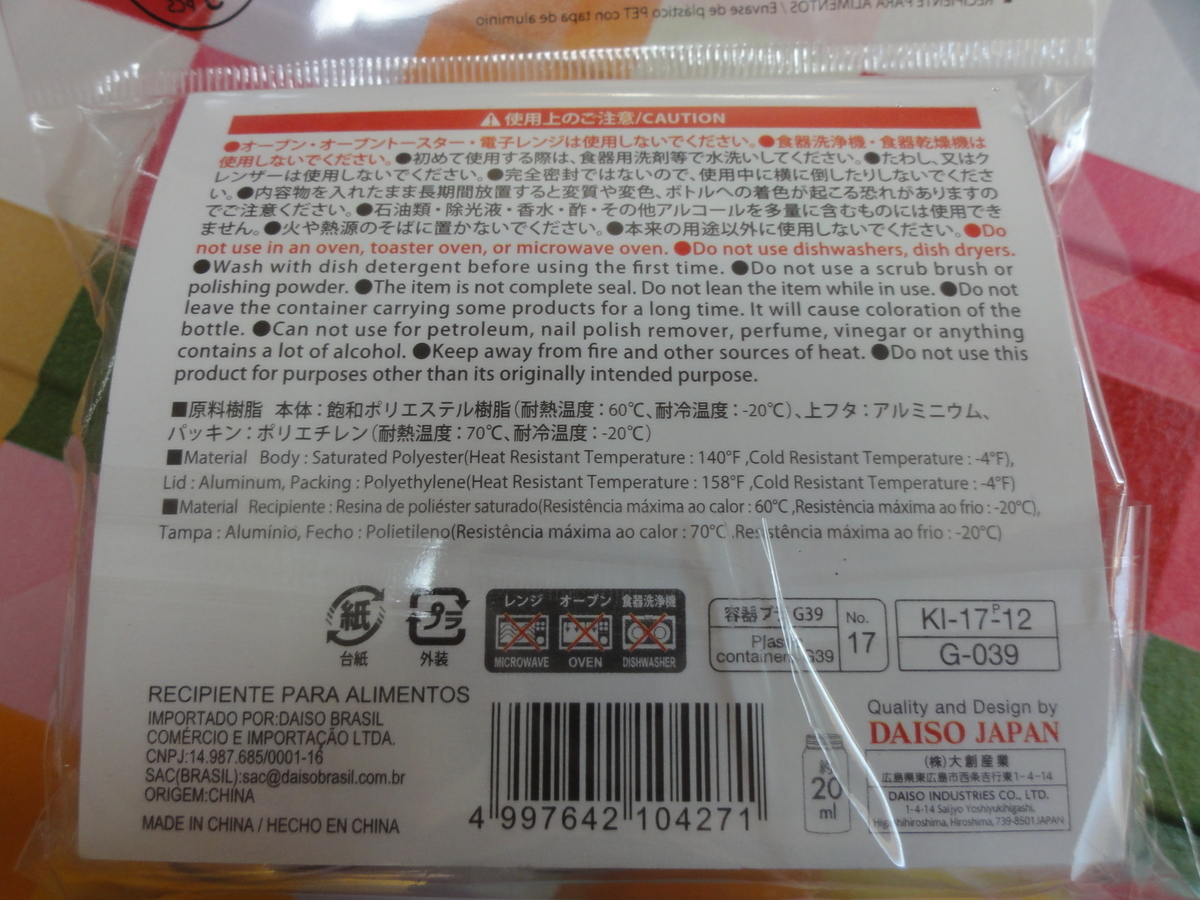 RECIPIENTE PARA ALIMENTOS / Envase de plástico PET con tapa de aluminio
使用上のご注意/CAUTION
●オーブン・オーブントースター・電子レンジは使用しないでください。●食器洗浄機・食器乾燥機は
使用しないでください。●初めて使用する際は、食器用洗剤等で水洗いしてください。●たわし、又はク
レンザーは使用しないでください。●完全密封ではないので、使用中に横に倒したりしないでくださ
い。●内容物を入れたまま長期間放置すると変質や変色、ボトルへの着色が起こる恐れがありますの
でご注意ください。●石油類・除光液・香水・酢・その他アルコールを多量に含むものには使用でき
ません。●火や熱源のそばに置かないでください。●本来の用途以外に使用しないでください。●Do
not use in an oven, toaster oven, or microwave oven. ●Do not use dishwashers, dish dryers.
●Wash with dish detergent before using the first time. ●Do not use a scrub brush or
polishing powder. ●The item is not complete seal. Do not lean the item while in use. ●Do not
leave the container carrying some products for a long time. It will cause coloration of the
bottle. ●Can not use for petroleum, nail polish remover, perfume, vinegar or anything
contains a lot of alcohol. ●Keep away from fire and other sources of heat. ●Do not use this
product for purposes other than its originally intended purpose.
■原料樹脂 本体：飽和ポリエステル樹脂（耐熱温度：60℃、耐冷温度：-20℃）、上フタ：アルミニウム、
パッキン：ポリエチレン（耐熱温度：70℃、耐冷温度：-20℃）
■Material Body : Saturated Polyester(Heat Resistant Temperature : 140°F ,Cold Resistant Temperature : -4°F),
Lid : Aluminum, Packing : Polyethylene(Heat Resistant Temperature : 158°F ,Cold Resistant Temperature : -4°F)
■Material Recipiente : Resina de poliéster saturado(Resistência máxima ao calor : 60℃ ,Resistência máxima ao frio : -20℃),
Tampa : Alumínio, Fecho : Polietileno(Resistência máxima ao calor : 70℃ ,Resistência máxima ao frio : -20℃)
紙
台紙
プラ
外装
レンジ オーブン 食器洗浄機
MICROWAVE OVEN DISHWASHER
容器プラ G39
Plastic
container G39
No.
17
KI-17-P-12
G-039
RECIPIENTE PARA ALIMENTOS
IMPORTADO POR:DAISO BRASIL
COMÉRCIO E IMPORTAÇÃO LTDA.
CNPJ:14.987.685/0001-16
SAC(BRASIL):sac@daisobrasil.com.br
ORIGEM:CHINA
MADE IN CHINA / HECHO EN CHINA
4 997642 104271
約
20
ml
Quality and Design by
DAISO JAPAN
(株)大創産業
広島県東広島市西条吉行東1-4-14
DAISO INDUSTRIES CO., LTD.
1-4-14 Saijyo Yoshiyukihigashi,
Higashihiroshima, Hiroshima, 739-8501 JAPAN